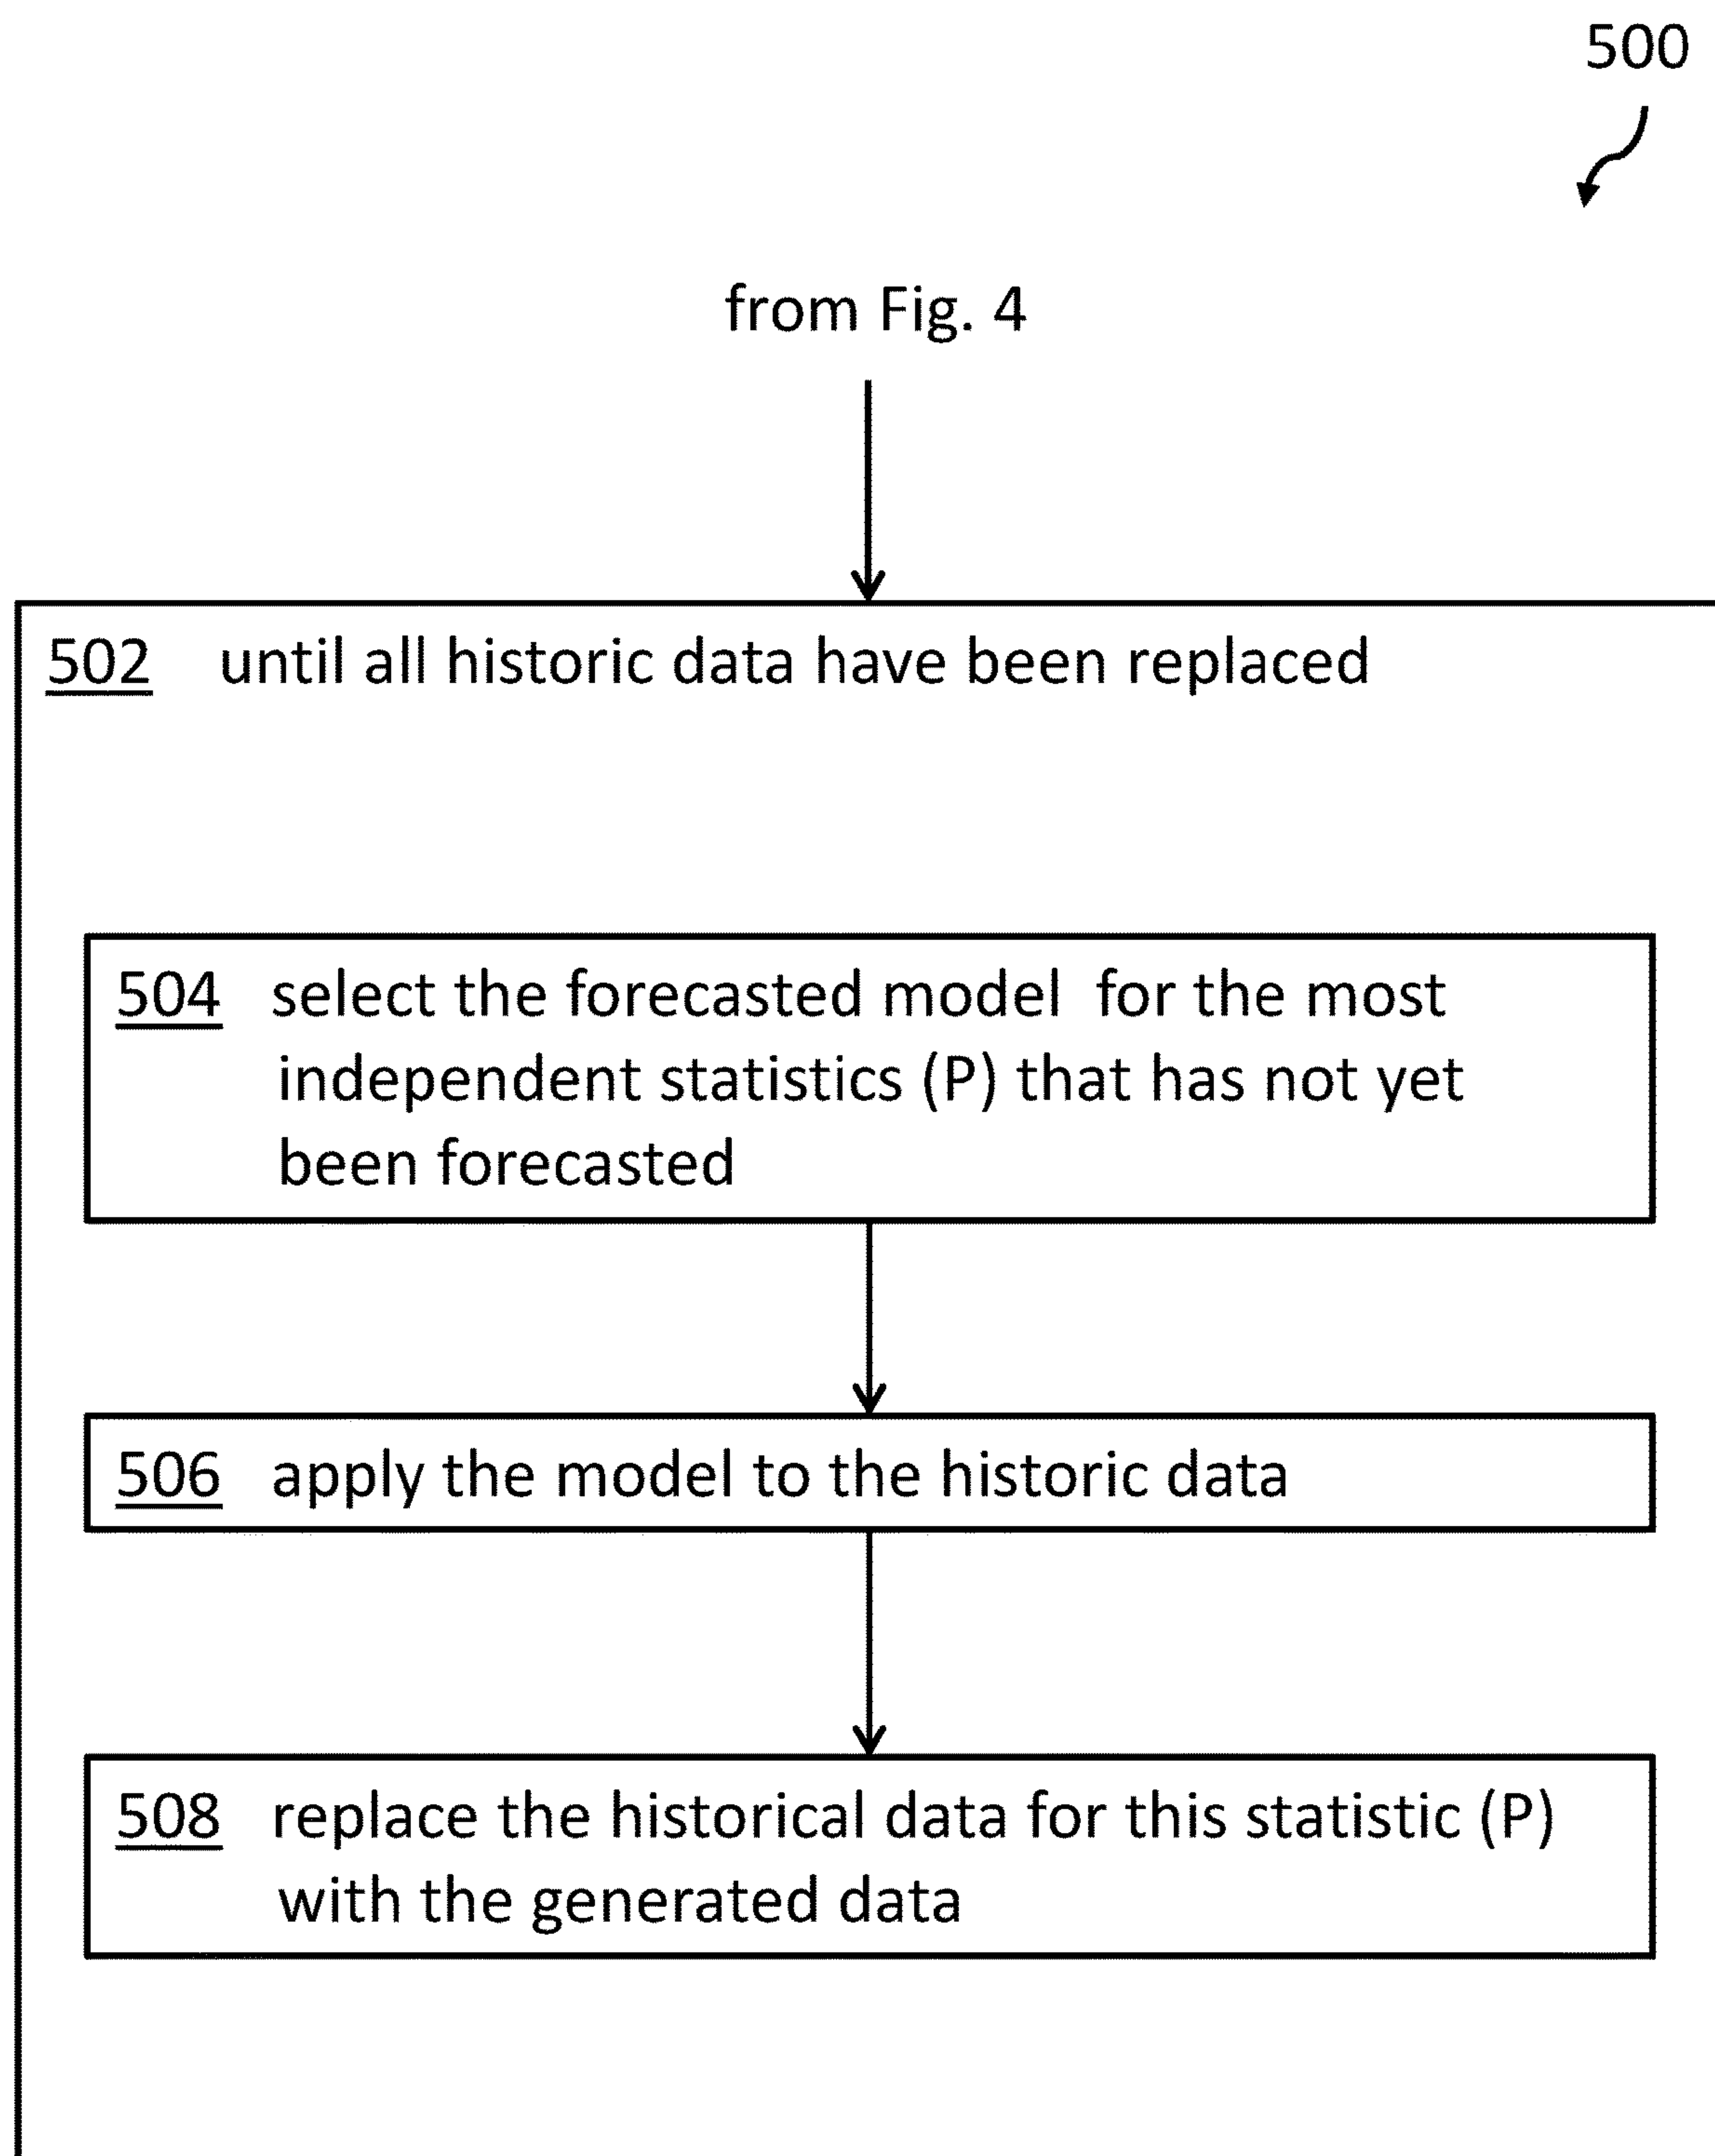 500
from Fig. 4
502 until all historic data have been replaced
504 select the forecasted model for the most
independent statistics (P) that has not yet
been forecasted
506 apply the model to the historic data
508 replace the historical data for this statistic (P)
with the generated data